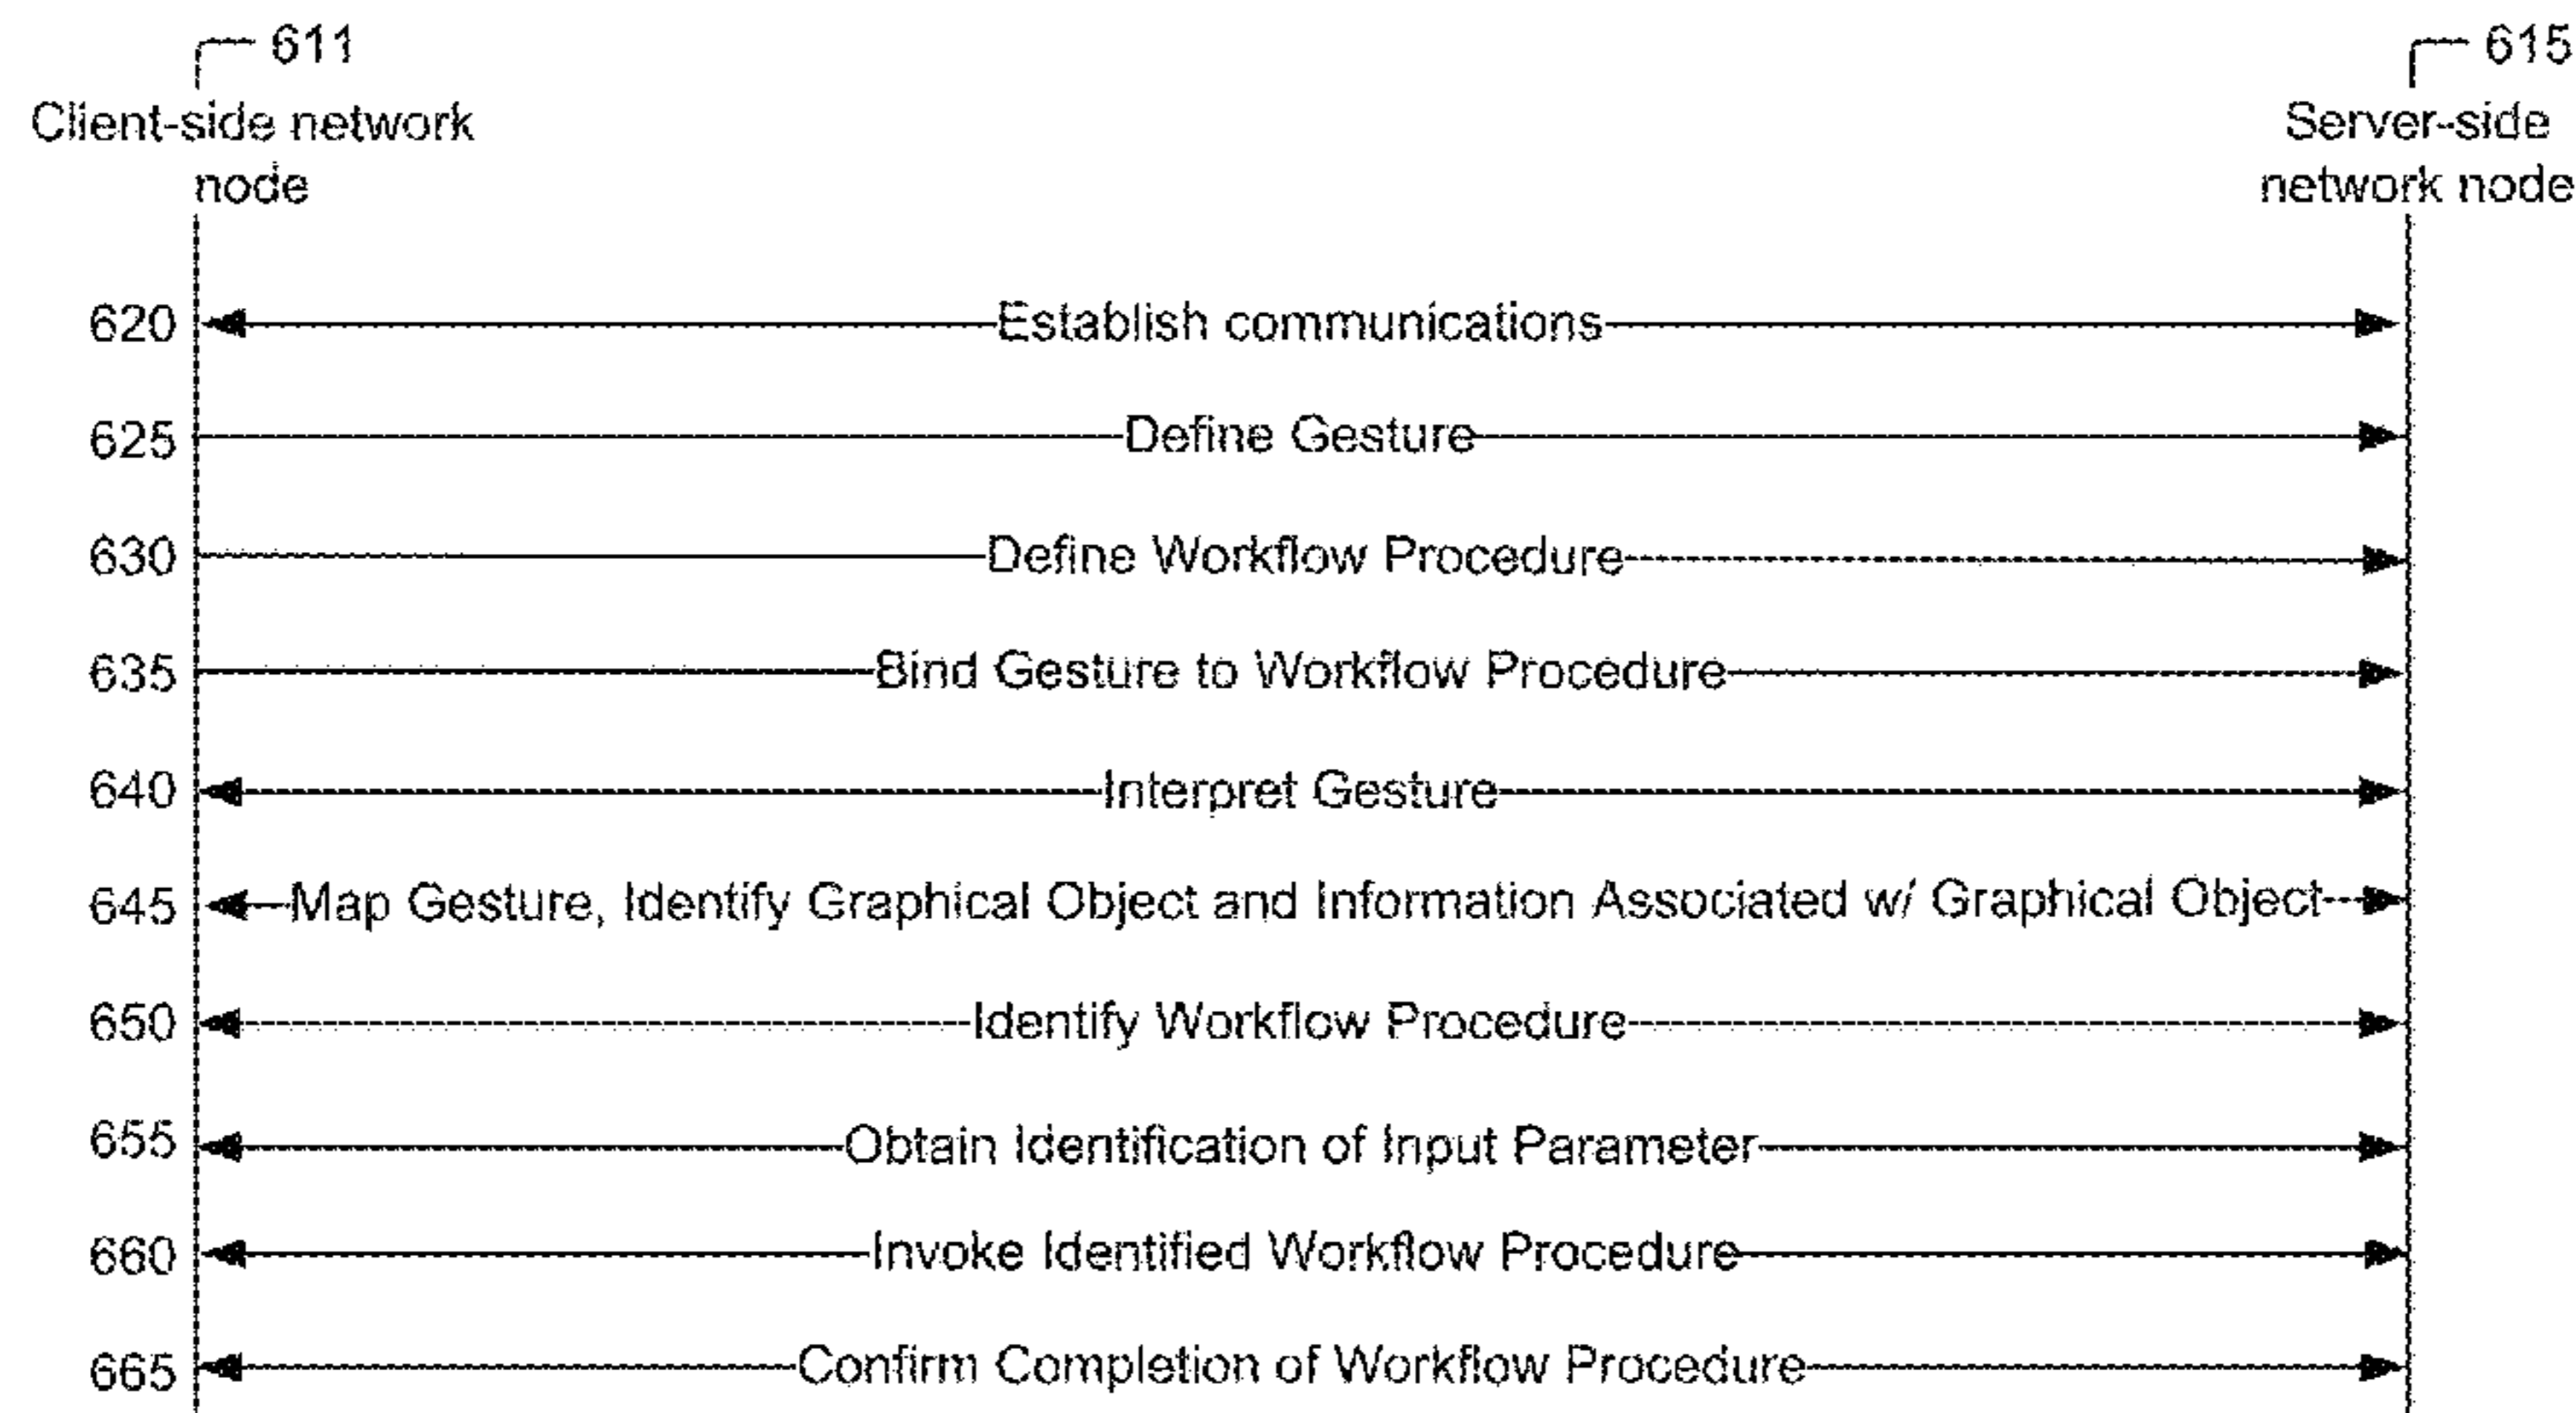 611
615
Client-side network
node
Server-side
network node
620 Establish communications
625 Define Gesture
630 Define Workflow Procedure
635 Bind Gesture to Workflow Procedure
640 Interpret Gesture
645 Map Gesture, Identify Graphical Object and Information Associated w/ Graphical Object
650 Identify Workflow Procedure
655 Obtain Identification of Input Parameter
660 Invoke Identified Workflow Procedure
665 Confirm Completion of Workflow Procedure